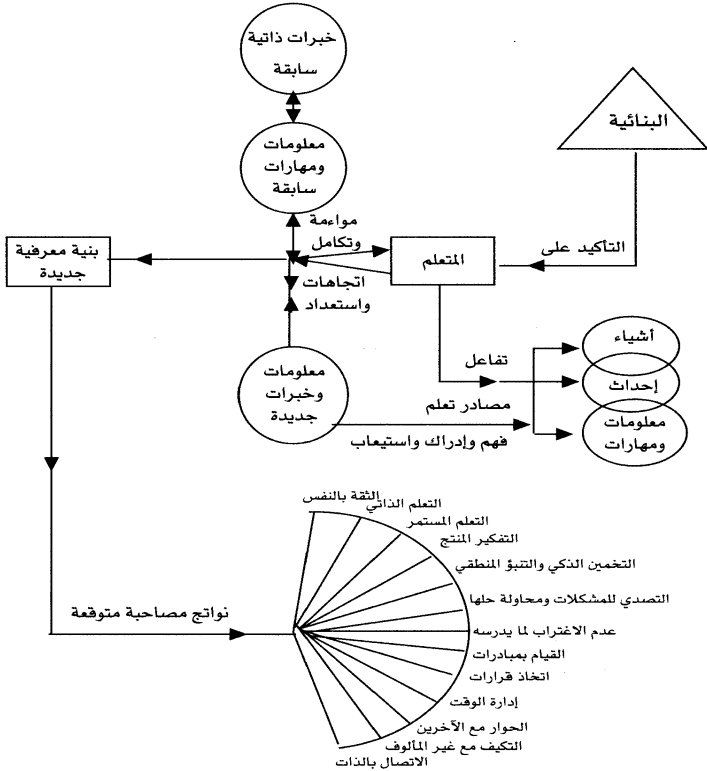 خبرات ذاتية
سابقة
معلومات
ومهارات
سابقة
البنائية
مواءمة
وتكامل
المتعلم
التأكيد على
بنية معرفية
جديدة
اتجاهات
واستعداد
أشياء
تفاعل
إحداث
معلومات
وخبرات
جديدة
مصادر تعلم
معلومات
ومهارات
فهم وإدراك واستيعاب
الثقة بالنفس
التعلم الذاتي
التعلم المستمر
التفكير المنتج
التخمين الذكي والتنبؤ المنطقي
التصدي للمشكلات ومحاولة حلها
نواتج مصاحبة متوقعة
عدم الاغتراب لما يدرسه
القيام بمبادرات
اتخاذ قرارات
إدارة الوقت
الحوار مع الآخرين
التكيف مع غير المألوف
الاتصال بالذات